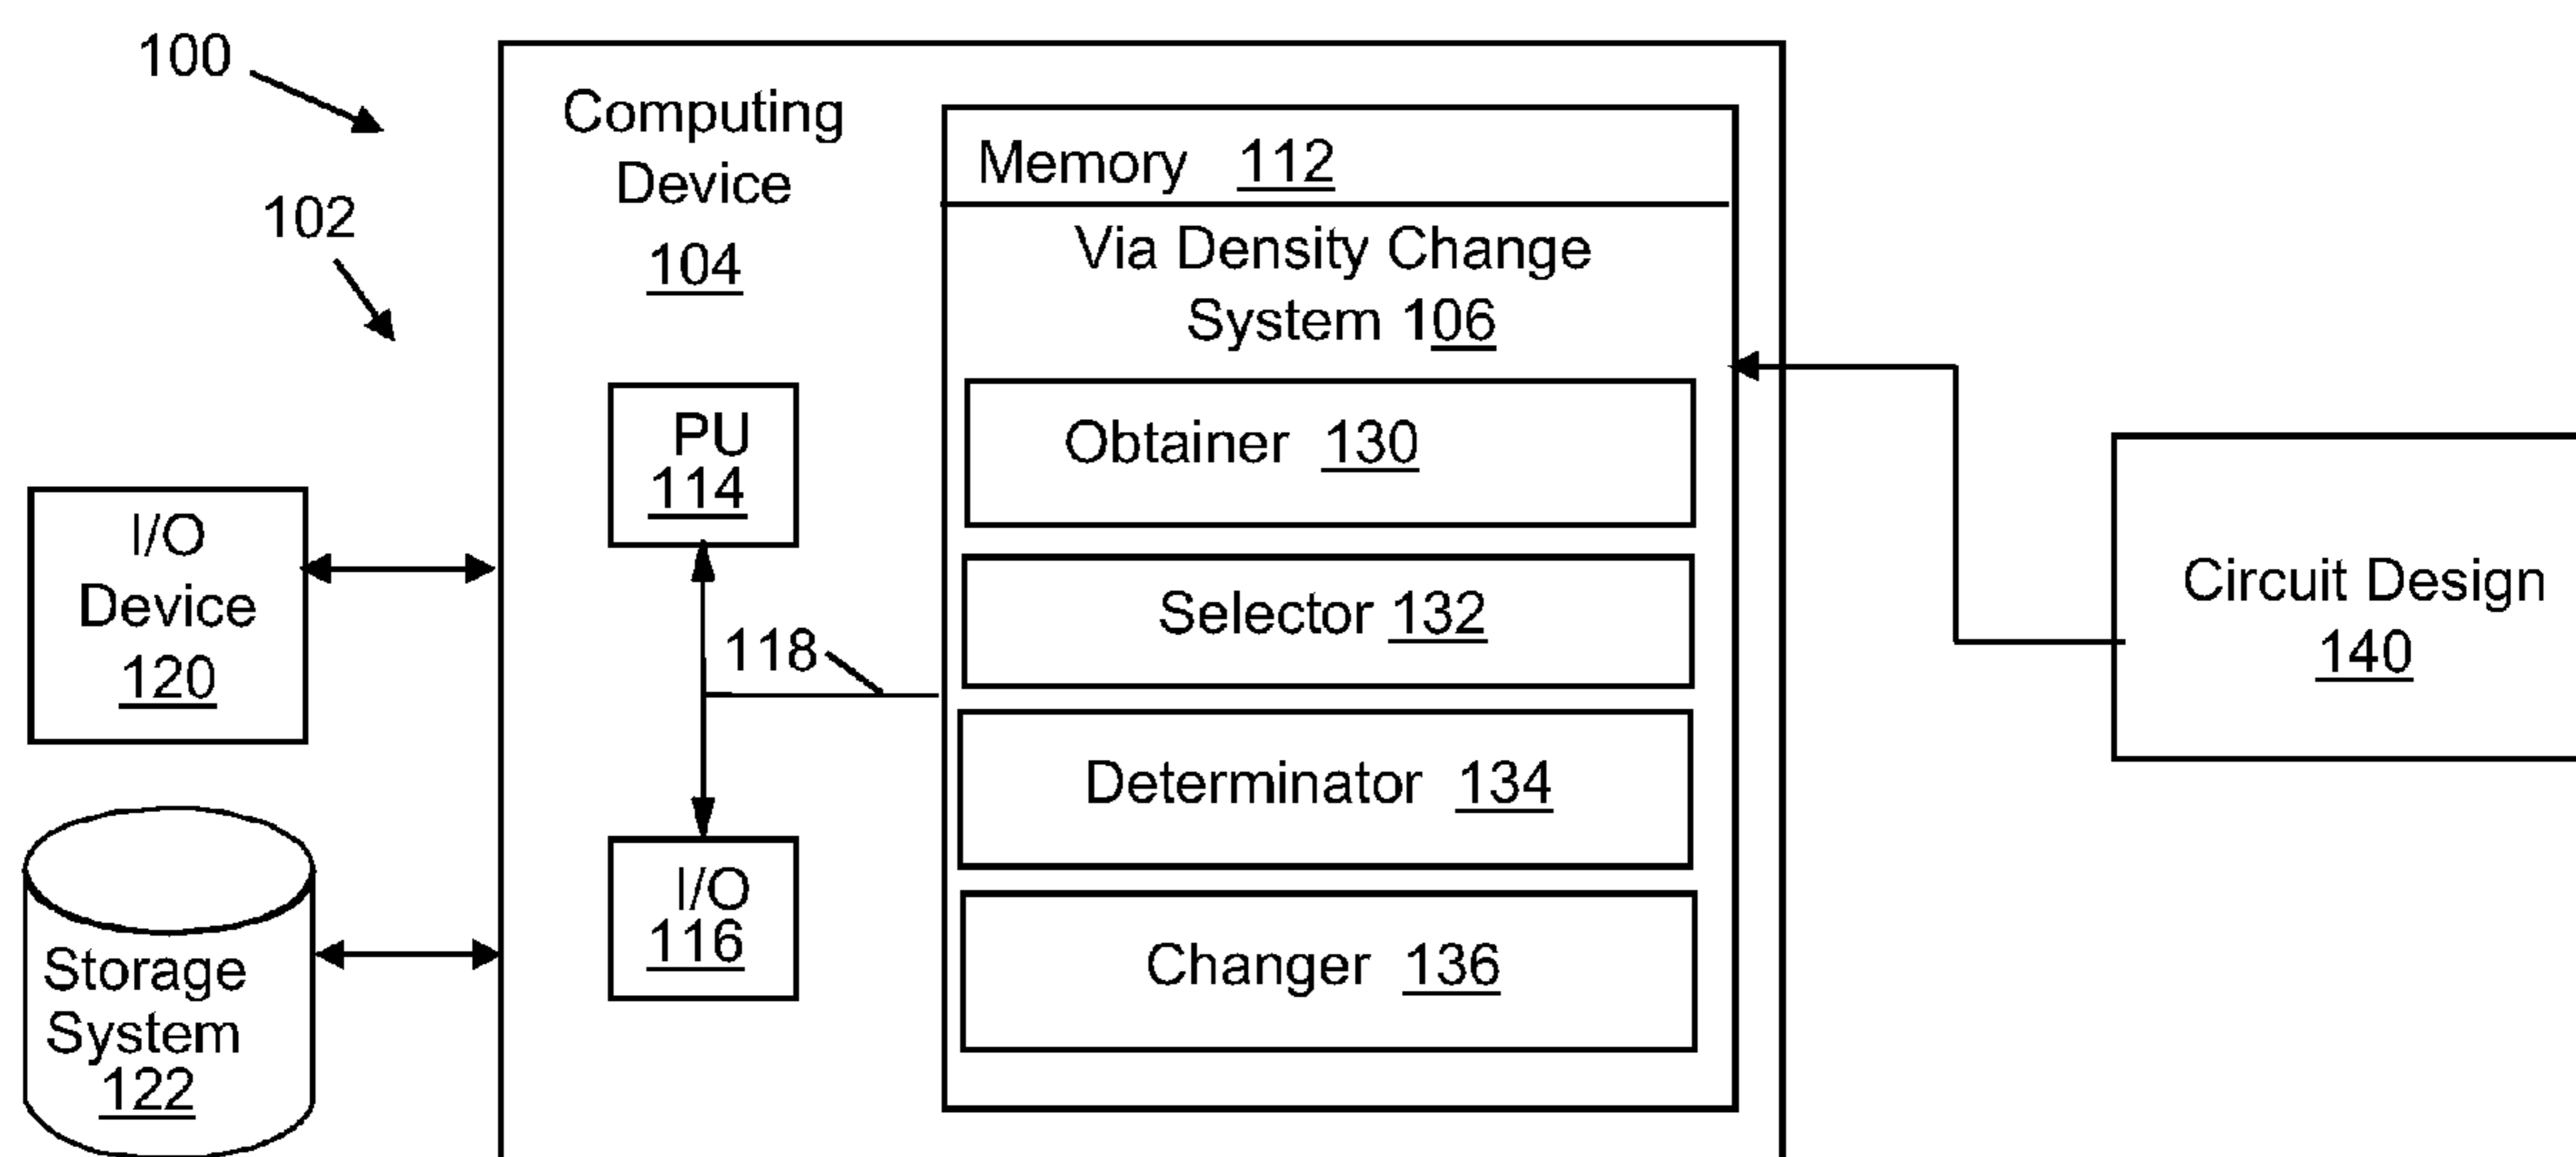 100
102
Computing
Device
104
Memory 112
Via Density Change
System 106
PU
114
Obtainer 130
I/O
Device
120
Selector 132
118
Circuit Design
140
Determinator 134
I/O
116
Changer 136
Storage
System
122